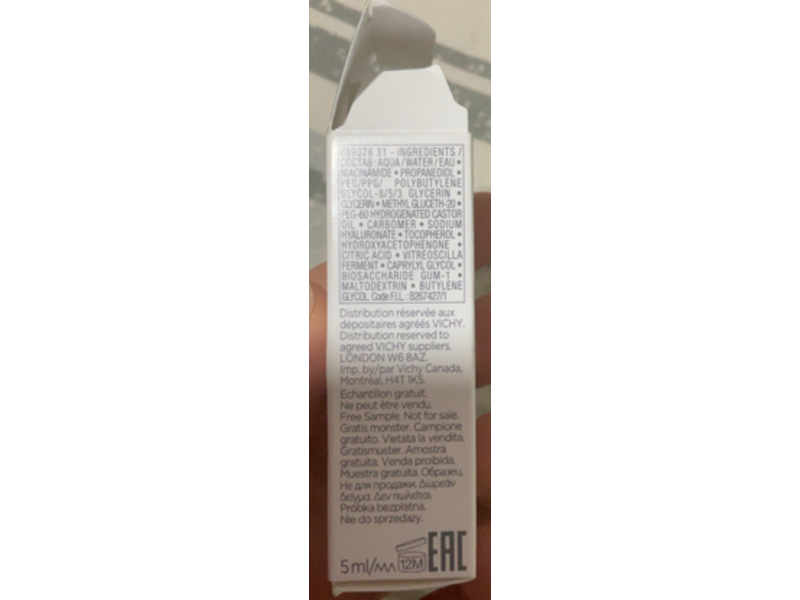 89076 31 - INGREDIENTS /
COCTAB : AQUA / WATER / EAU •
NIACINAMIDE • PROPANEDIOL •
PEG/PPG/ POLYBUTYLENE
GLYCOL-8/5/3 GLYCERIN •
GLYCERIN • METHYL GLUCETH-20 •
PEG-60 HYDROGENATED CASTOR
OIL • CARBOMER • SODIUM
HYALURONATE • TOCOPHEROL •
HYDROXYACETOPHENONE •
CITRIC ACID • VITREOSCILLA
FERMENT • CAPRYLYL GLYCOL •
BIOSACCHARIDE GUM-1 •
MALTODEXTRIN • BUTYLENE
GLYCOL. Code F.I.L. : B267427/1
Distribution réservée aux
dépositaires agréés VICHY.
Distribution reserved to
agreed VICHY suppliers.
LONDON W6 8AZ.
Imp. by/par Vichy Canada,
Montréal, H4T 1K5.
Echantillon gratuit.
Ne peut être vendu.
Free Sample. Not for sale.
Gratis monster. Campione
gratuito. Vietata la vendita.
Gratismuster. Amostra
gratuita. Venda proibida.
Muestra gratuita. Образец.
Не для продажи. Δωρεάν
δείγμα. Δεν πωλείται.
Próbka bezpłatna.
Nie do sprzedaży.
5 ml/мл 12M EAC